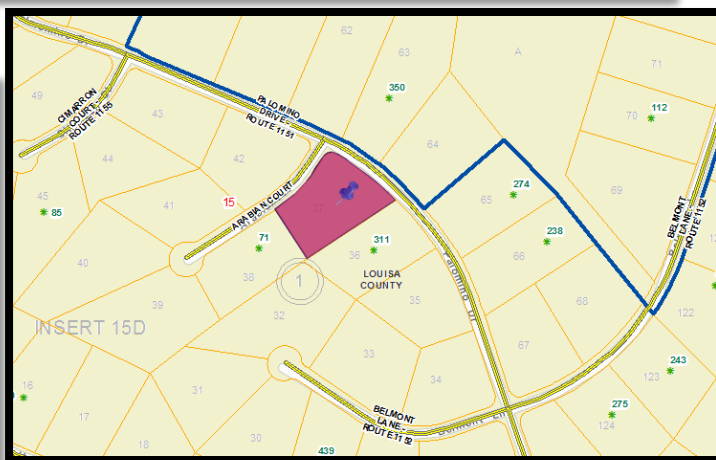 62
63
A
71
350
49
CIMARRON
COURT -
ROUTE 1155
43
PALOMINO
DRIVE -
ROUTE 1151
112
70
44
42
64
45
85
15
ARABIAN COURT
37
65
274
69
BELMONT
LANE -
ROUTE 1152
41
71
311
36
238
66
40
38
1
LOUISA
COUNTY
Palomino Dr
39
35
68
122
INSERT 15D
32
67
33
243
123
16
31
34
17
BELMONT
LANE -
ROUTE 1152
275
124
18
30
439